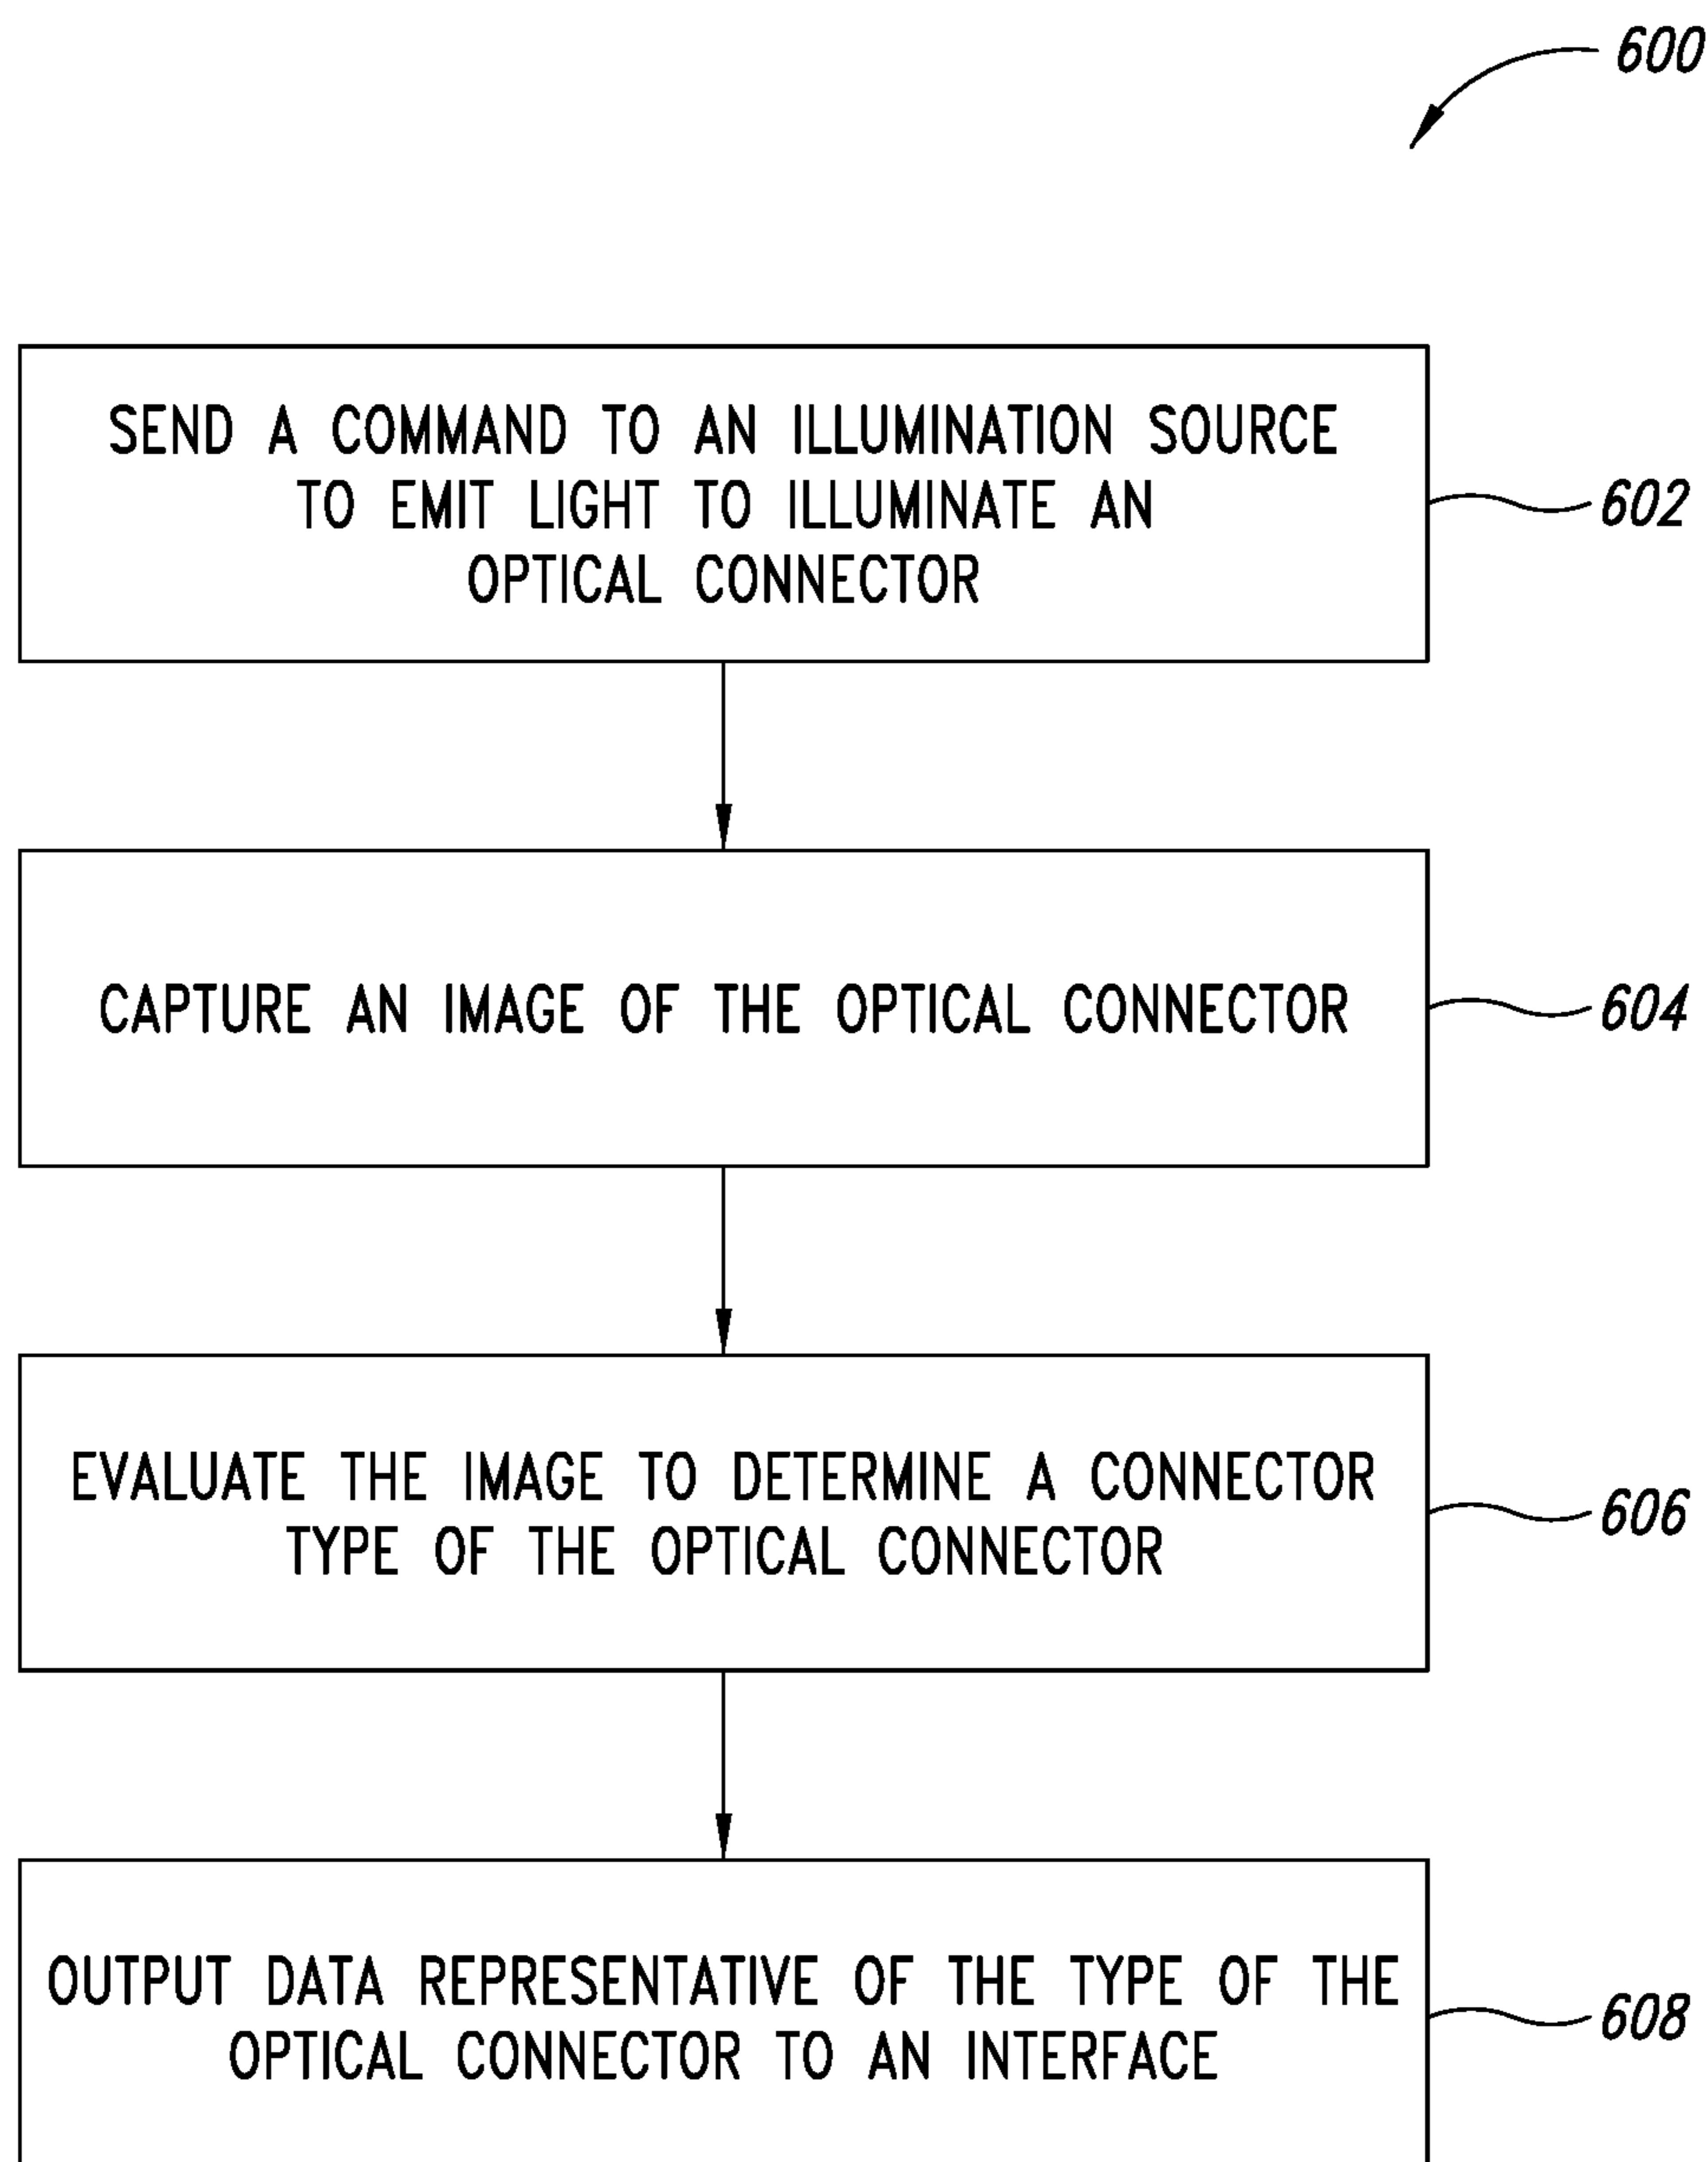 600
SEND A COMMAND TO AN ILLUMINATION SOURCE
TO EMIT LIGHT TO ILLUMINATE AN
OPTICAL CONNECTOR
602
CAPTURE AN IMAGE OF THE OPTICAL CONNECTOR
604
EVALUATE THE IMAGE TO DETERMINE A CONNECTOR
TYPE OF THE OPTICAL CONNECTOR
606
OUTPUT DATA REPRESENTATIVE OF THE TYPE OF THE
OPTICAL CONNECTOR TO AN INTERFACE
608